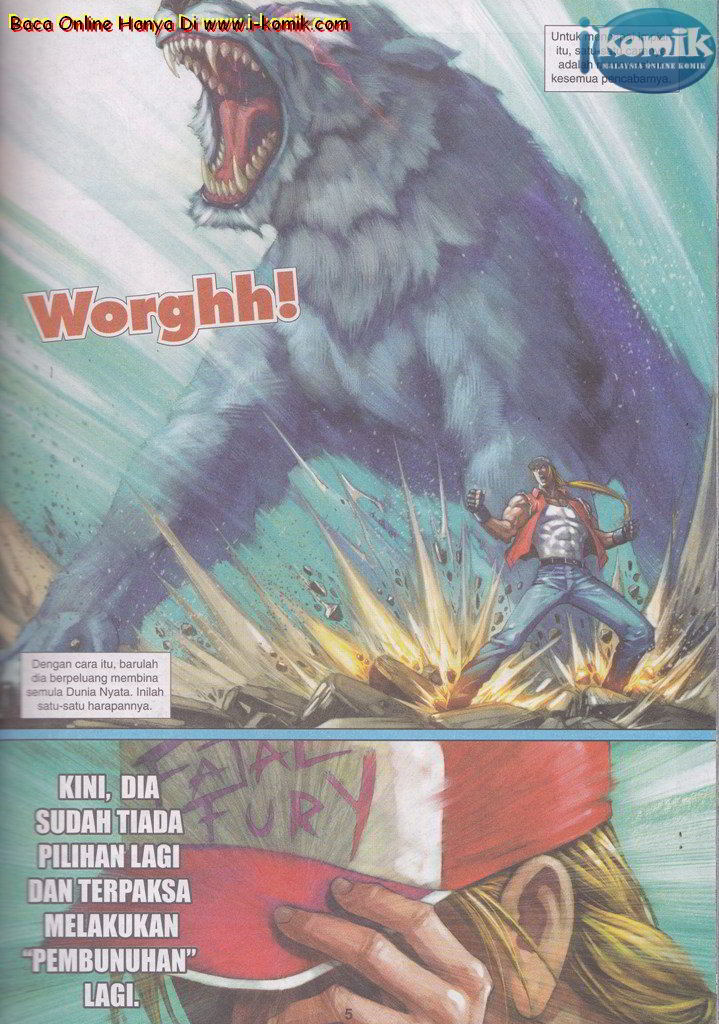 Baca Online Hanya Di www.i-komik.com
ikomik
MALAYSIA ONLINE KOMIK
Untuk
itu,
adalah
kesemua pencabarnya.
Worghh!
Dengan cara itu, barulah
dia berpeluang membina
semula Dunia Nyata. Inilah
satu-satu harapannya.
FATAL
FURY
KINI, DIA
SUDAH TIADA
PILIHAN LAGI
DAN TERPAKSA
MELAKUKAN
“PEMBUNUHAN”
LAGI.
5